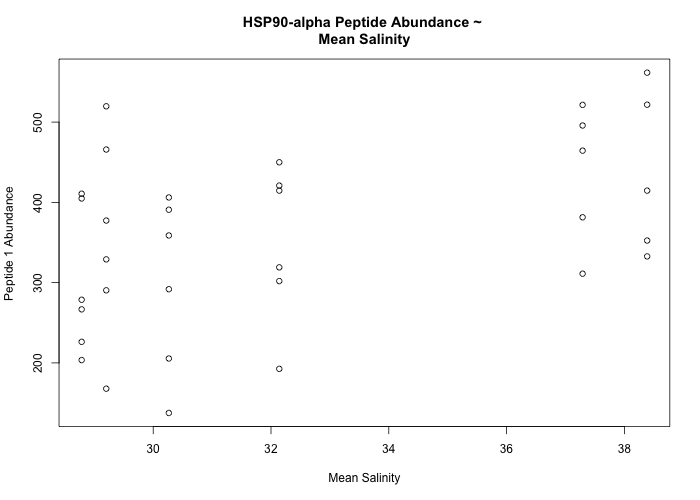 HSP90-alpha Peptide Abundance ~
Mean Salinity
500
400
300
200
Peptide 1 Abundance
30 32 34 36 38
Mean Salinity